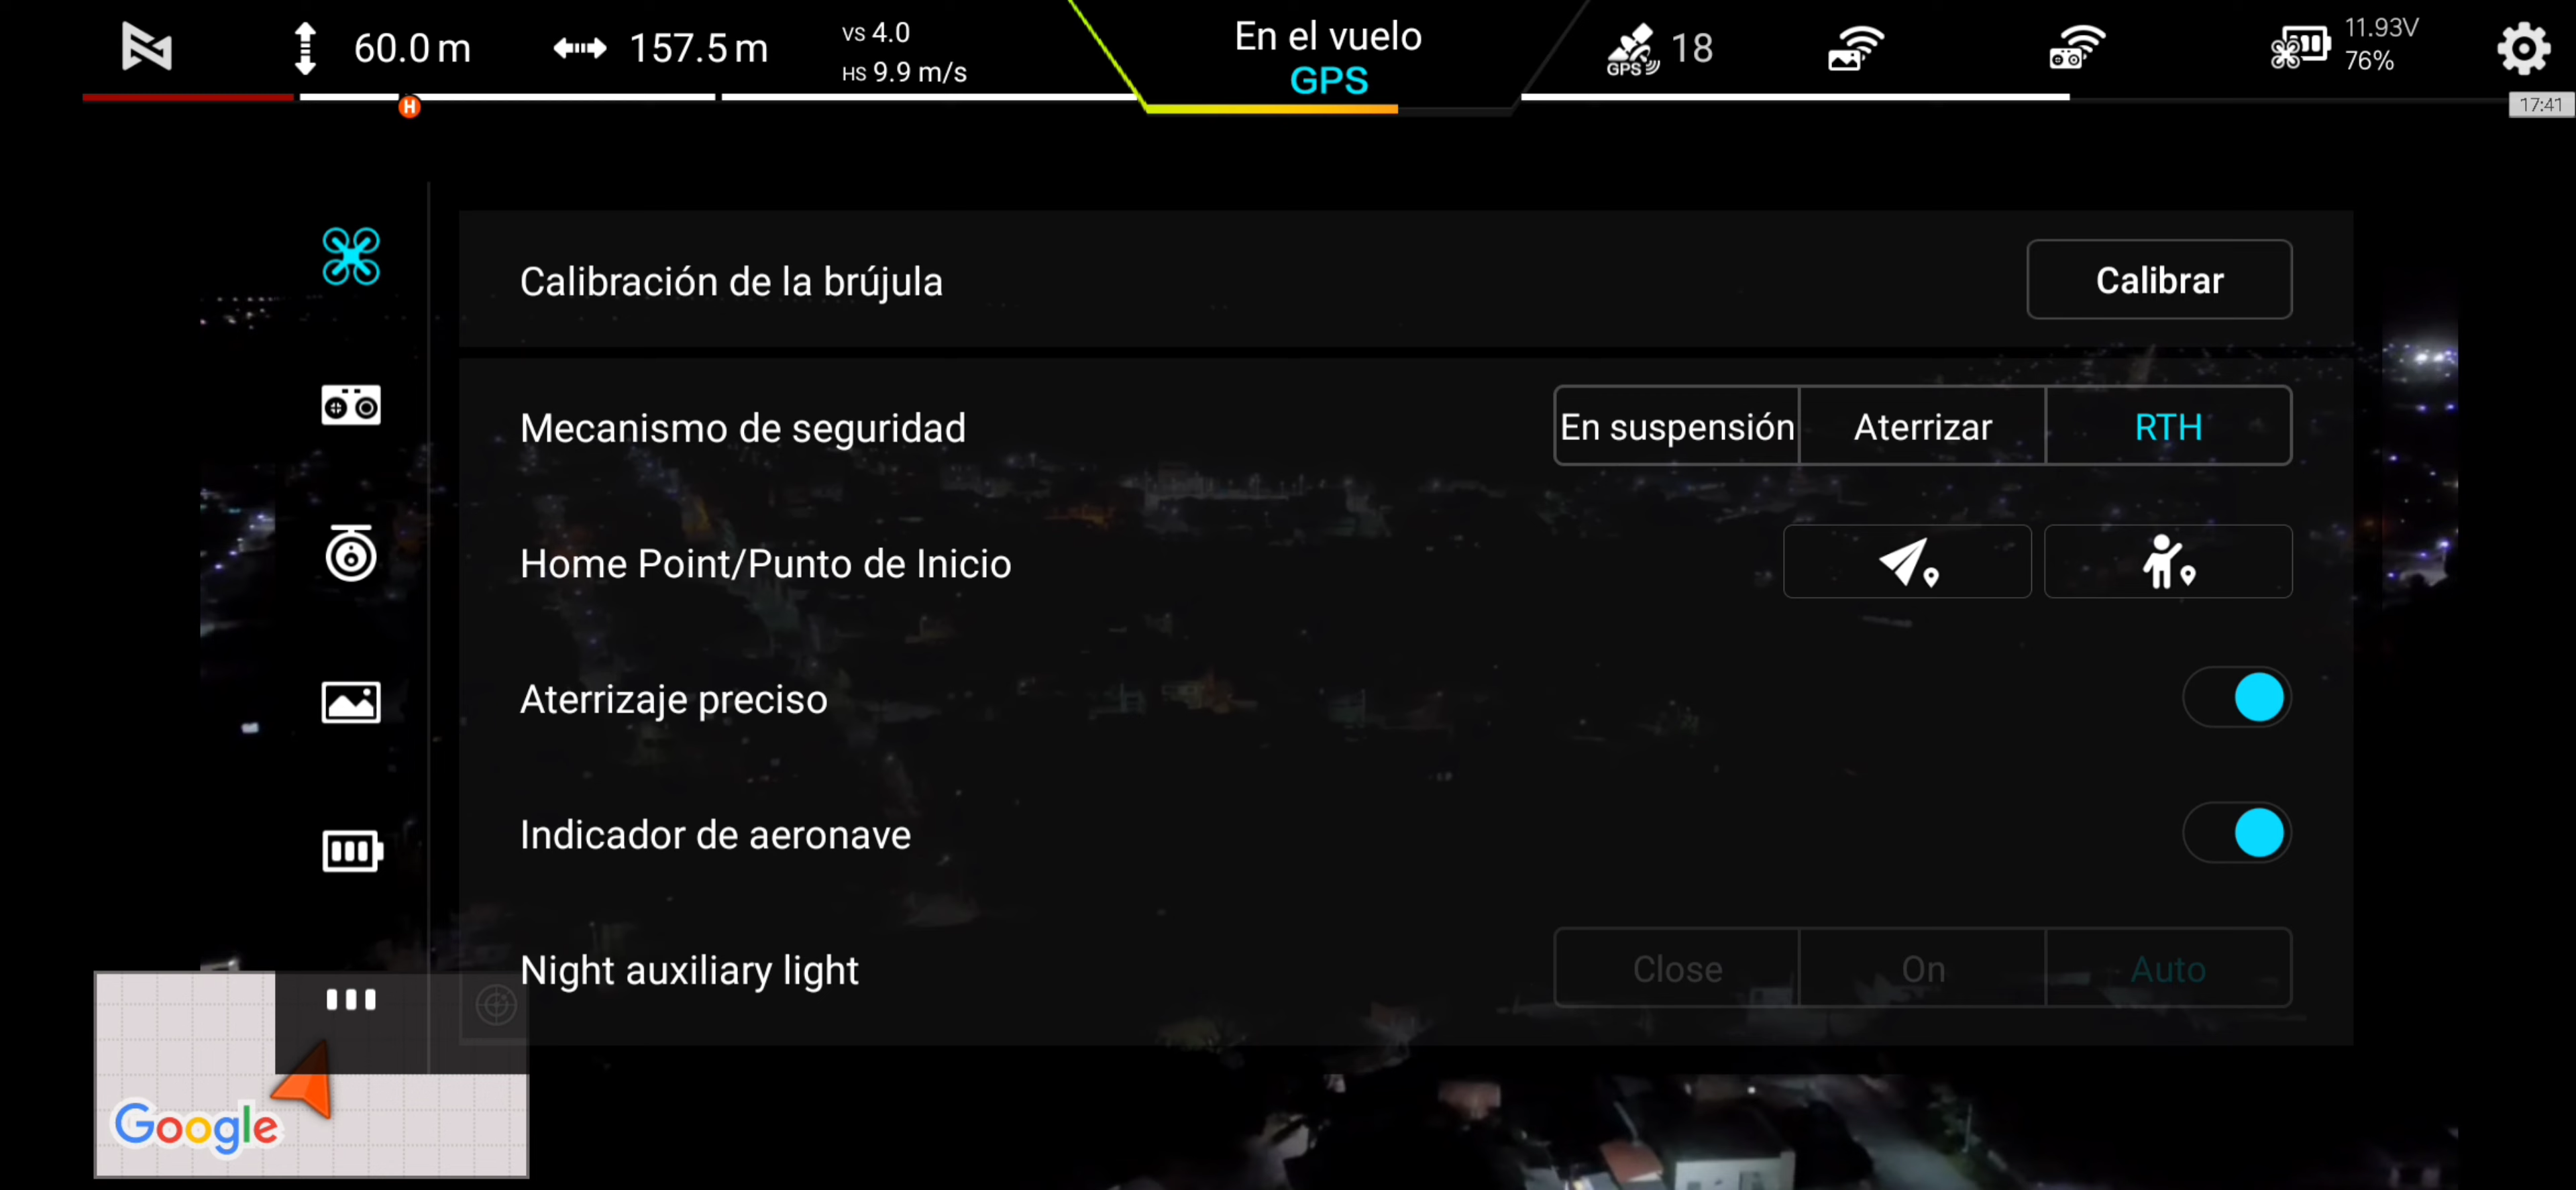 60.0 m
157.5 m
VS 4.0
HS 9.9 m/s
En el vuelo
GPS
GPS
18
11.93V
76%
17:41
H
Calibración de la brújula
Calibrar
Mecanismo de seguridad
En suspensión
Aterrizar
RTH
Home Point/Punto de Inicio
Aterrizaje preciso
Indicador de aeronave
Night auxiliary light
Close
On
Auto
Google